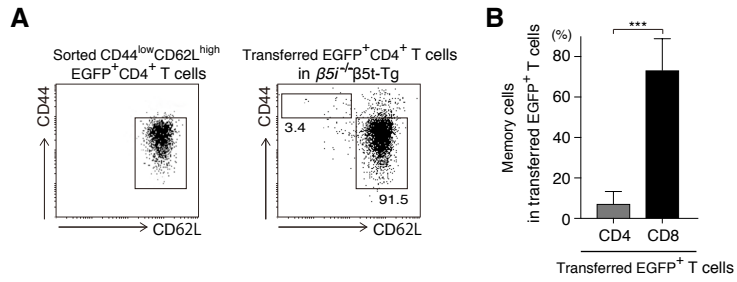 A
Sorted CD44lowCD62Lhigh
EGFP+CD4+ T cells
CD44
CD62L
Transferred EGFP+CD4+ T cells
in β5i-/-β5t-Tg
CD44
3.4
91.5
CD62L
B
(%)
Memory cells
in transferred EGFP+ T cells
80
60
40
20
0
***
CD4 CD8
Transferred EGFP+ T cells